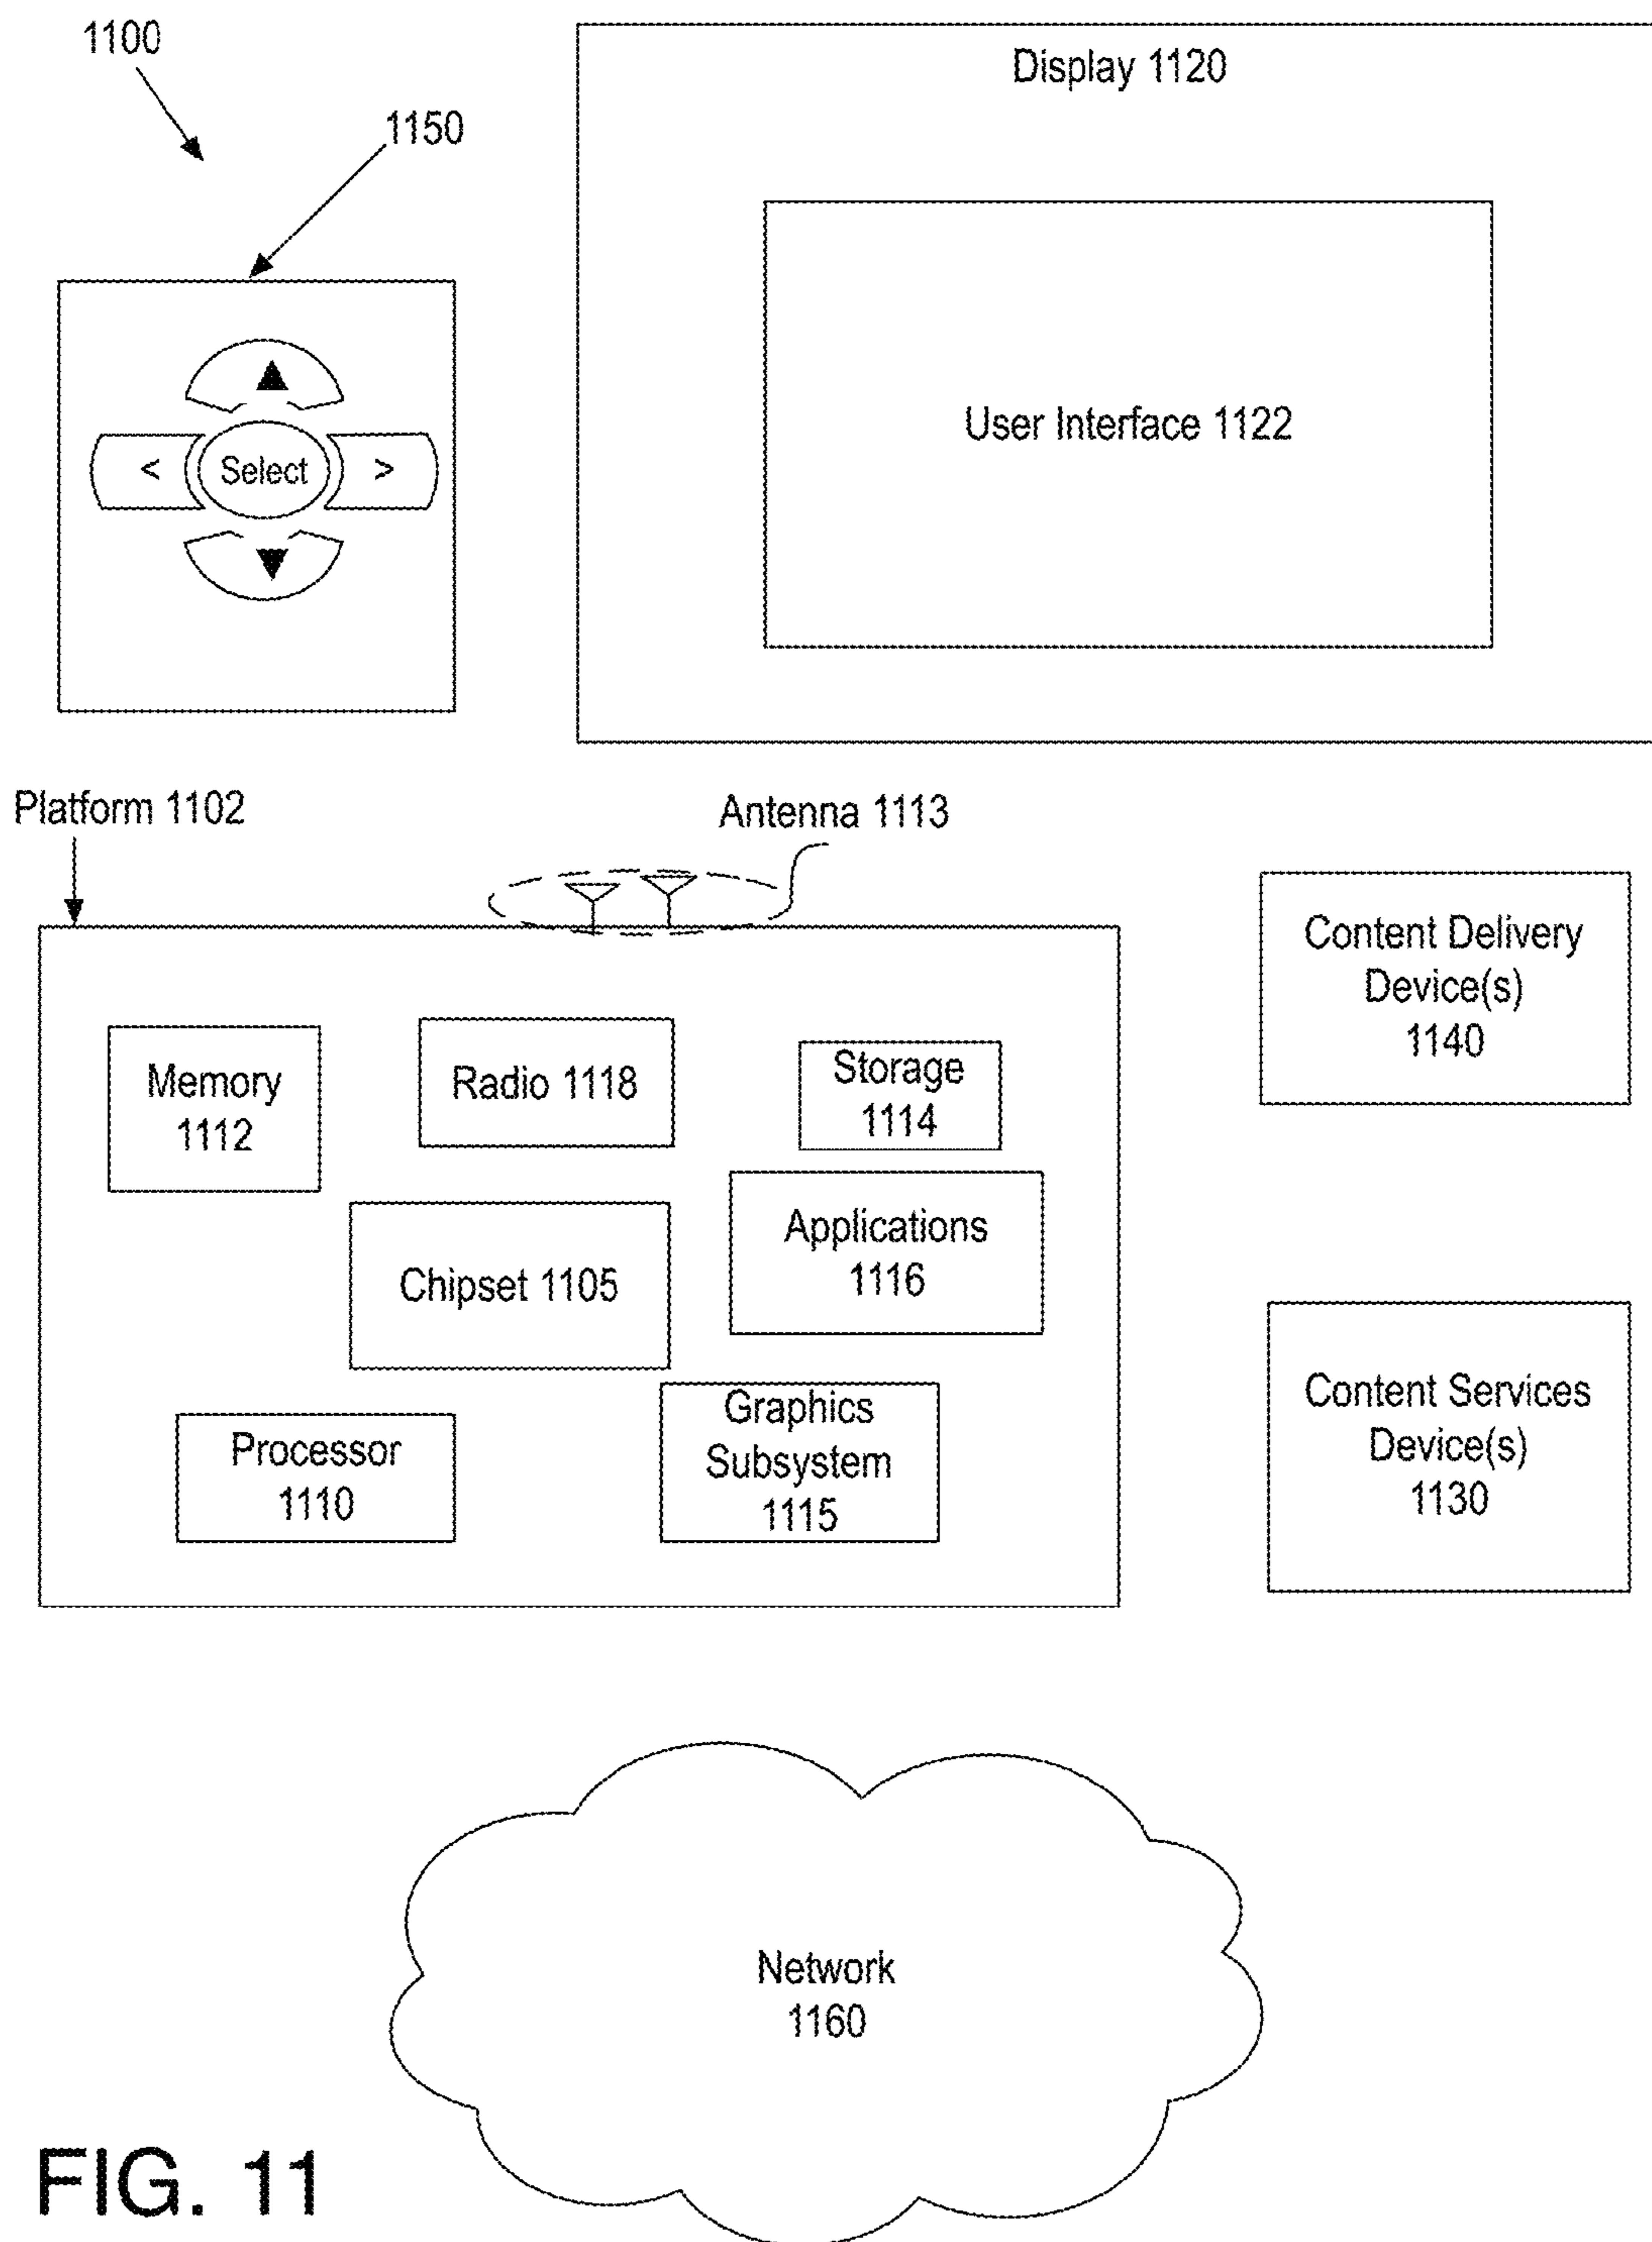 1100
1150
Display 1120
User Interface 1122
<
Select
>
Platform 1102
Antenna 1113
Memory
1112
Radio 1118
Storage
1114
Chipset 1105
Applications
1116
Processor
1110
Graphics
Subsystem
1115
Content Delivery
Device(s)
1140
Content Services
Device(s)
1130
Network
1160
FIG. 11